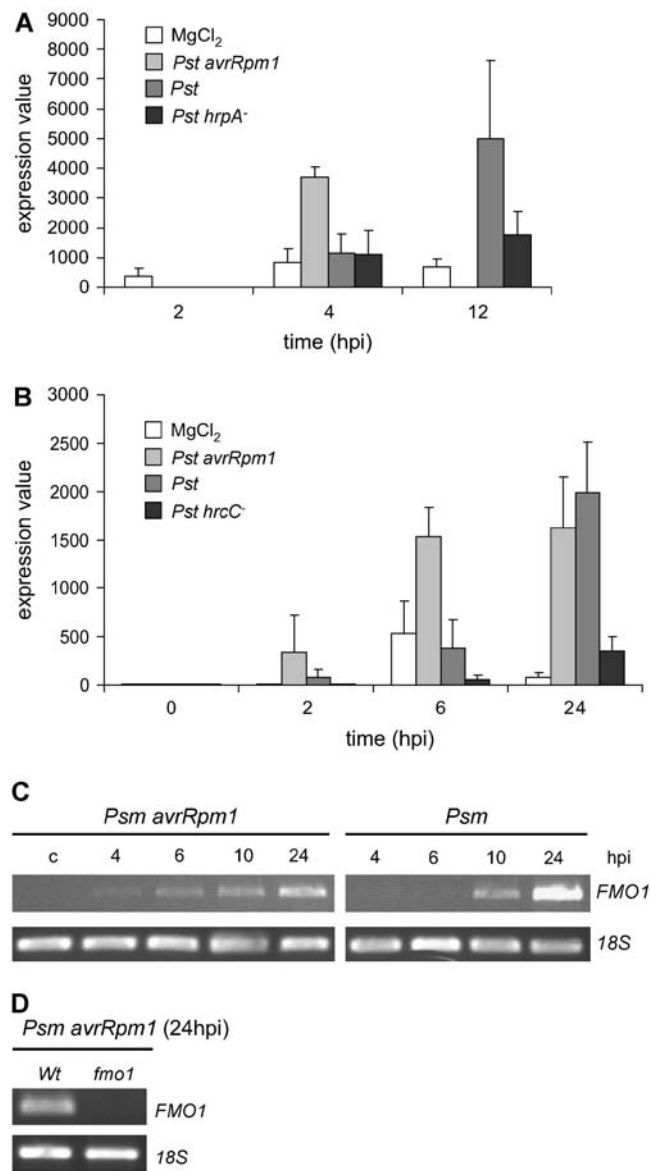 A
9000
8000
7000
6000
5000
4000
3000
2000
1000
0
expression value
MgCl₂
Pst avrRpm1
Pst
Pst hrpA⁻
2 4 12
time (hpi)
B
3000
2500
2000
1500
1000
500
0
expression value
MgCl₂
Pst avrRpm1
Pst
Pst hrcC⁻
0 2 6 24
time (hpi)
C
Psm avrRpm1 Psm
c 4 6 10 24 4 6 10 24 hpi
FMO1
18S
D
Psm avrRpm1 (24hpi)
Wt fmo1
FMO1
18S